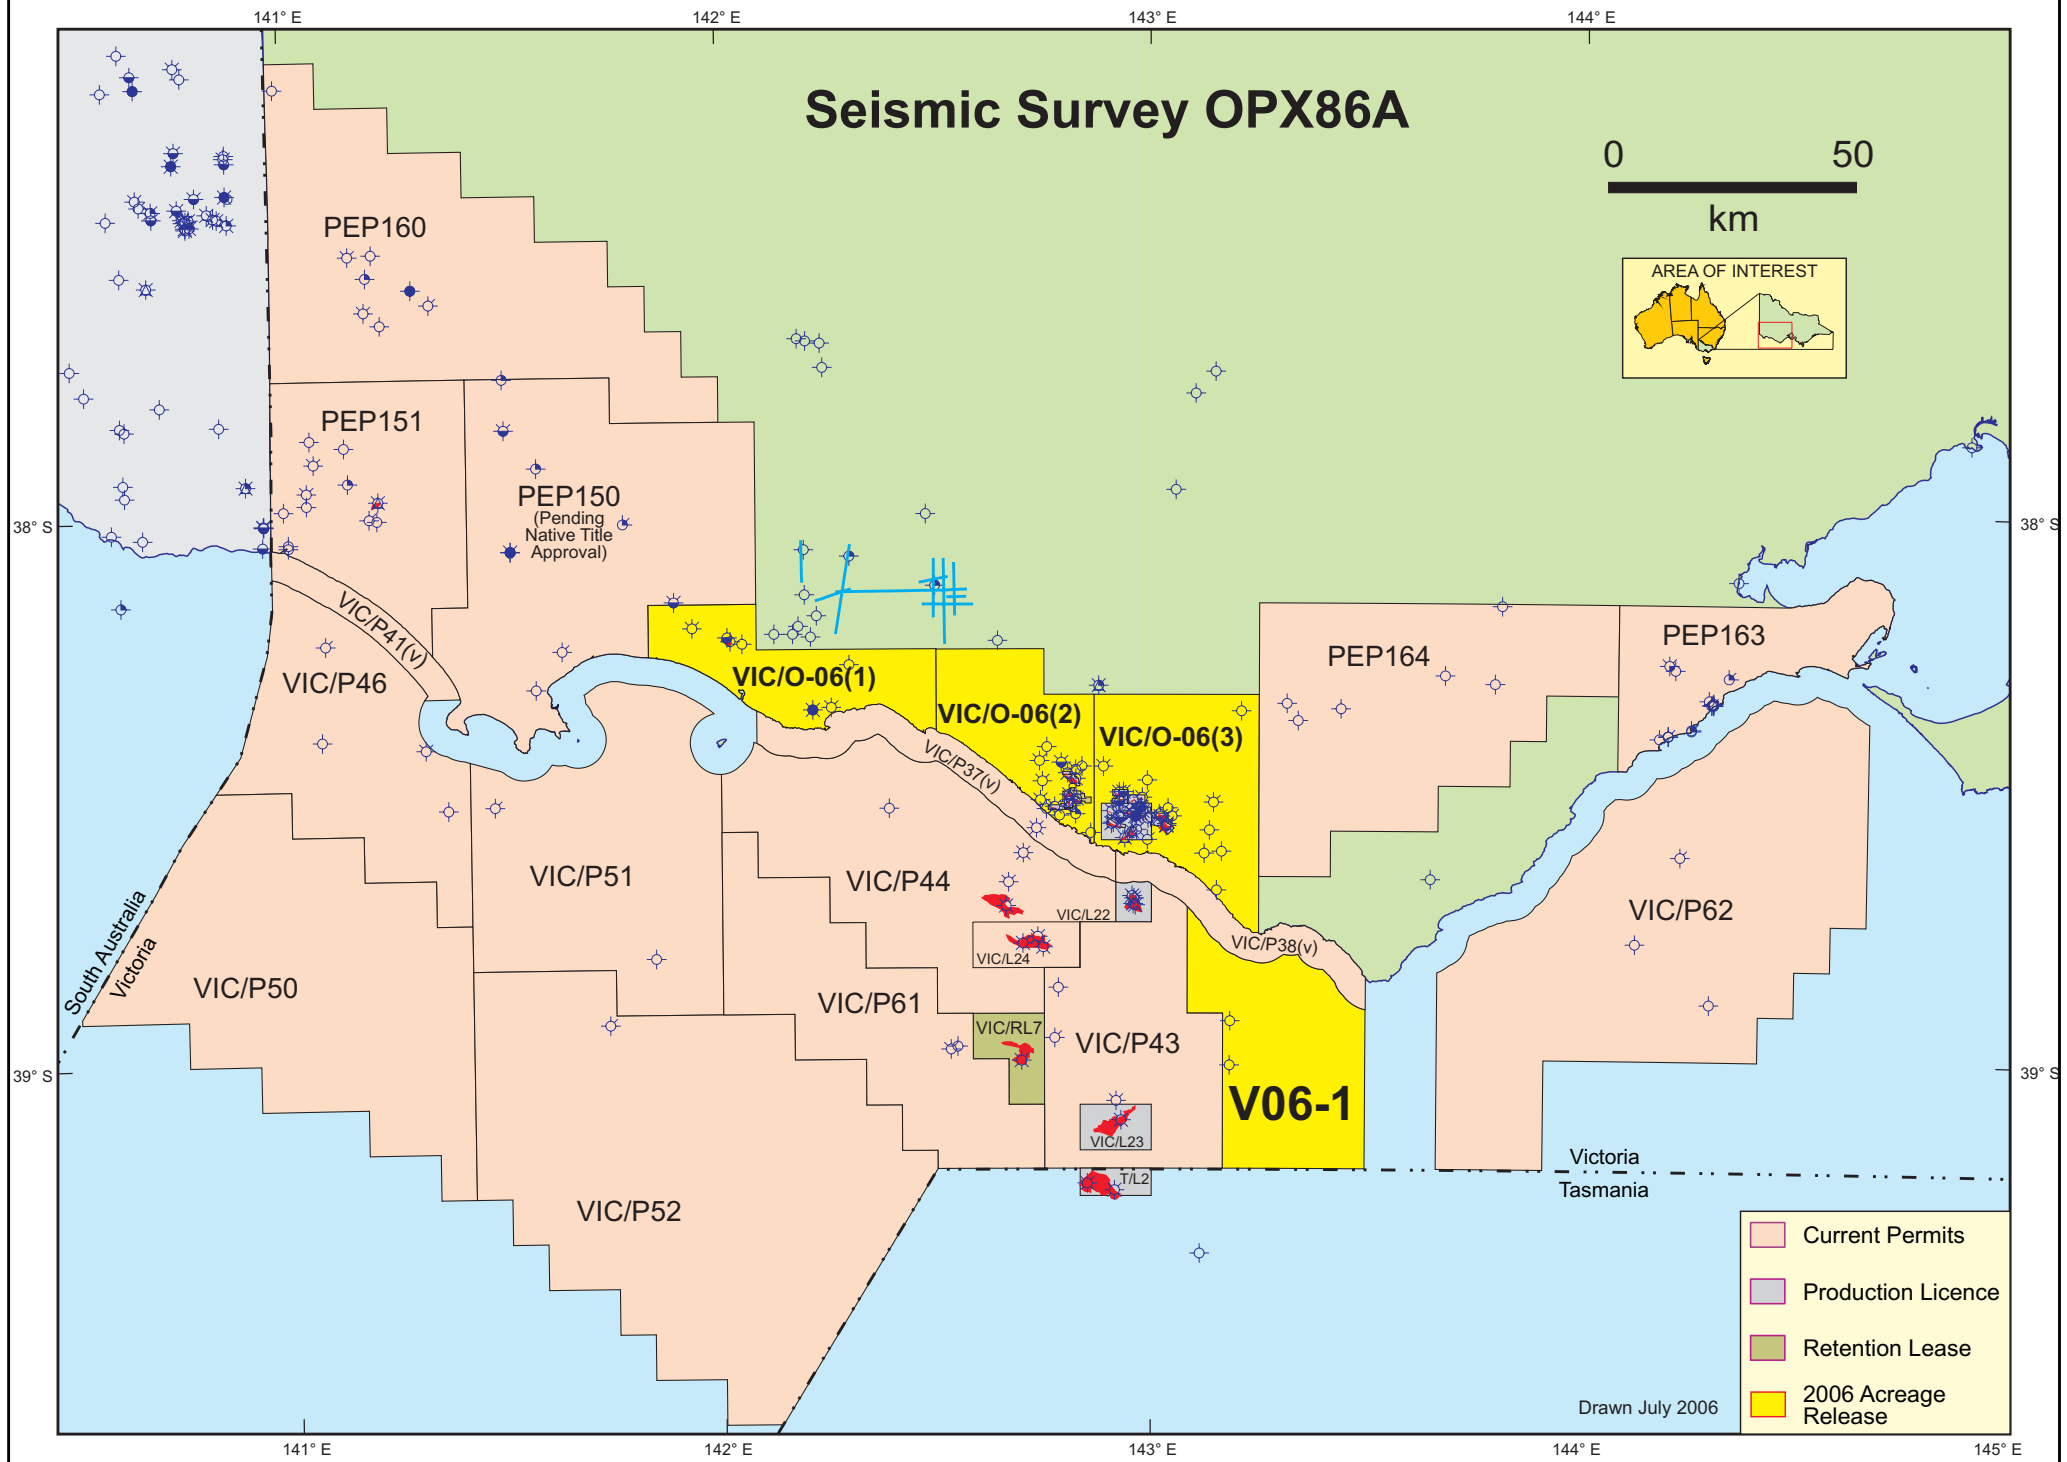 141° E
142° E
143° E
144° E
Seismic Survey OPX86A
0
50
km
AREA OF INTEREST
PEP160
PEP151
PEP150
(Pending
Native Title
Approval)
38° S
38° S
VIC/P41(v)
VIC/P46
VIC/O-06(1)
VIC/O-06(2)
VIC/O-06(3)
PEP164
PEP163
VIC/P37(v)
VIC/P51
VIC/P44
VIC/L22
VIC/P62
South Australia
Victoria
VIC/P38(v)
VIC/L24
VIC/P50
VIC/P61
VIC/RL7
VIC/P43
39° S
39° S
V06-1
VIC/L23
Victoria
Tasmania
T/L2
VIC/P52
Current Permits
Production Licence
Retention Lease
2006 Acreage
Release
Drawn July 2006
141° E
142° E
143° E
144° E
145° E